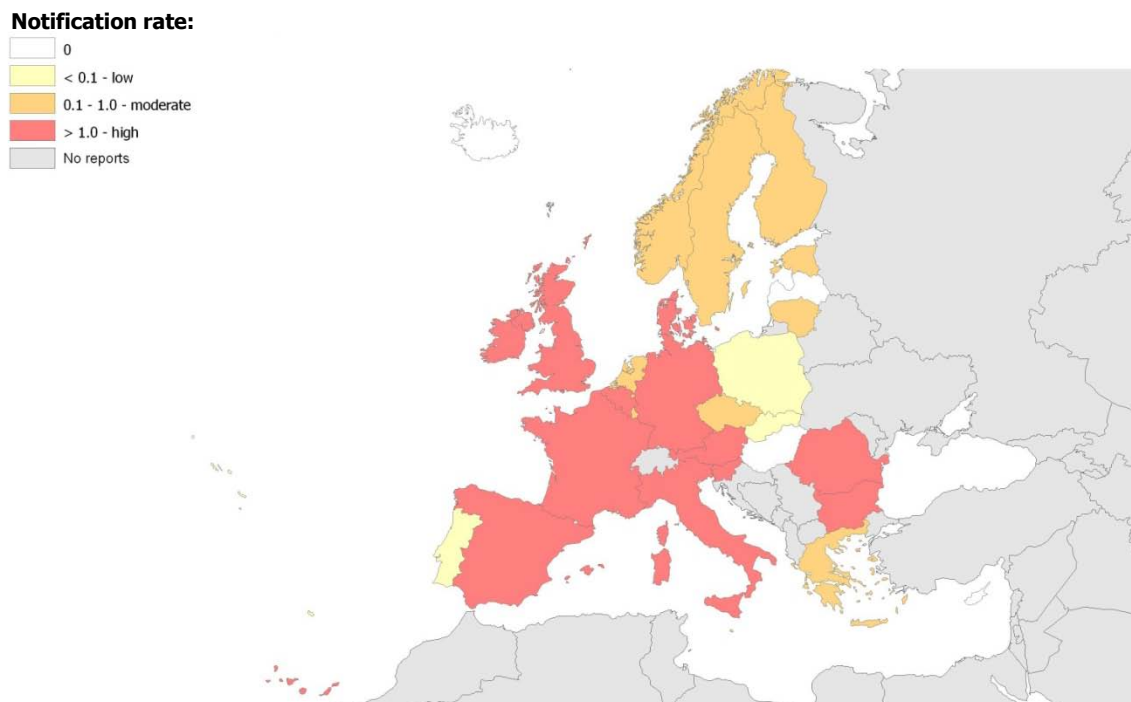 Notification rate:
0
< 0.1 - low
0.1 - 1.0 - moderate
> 1.0 - high
No reports